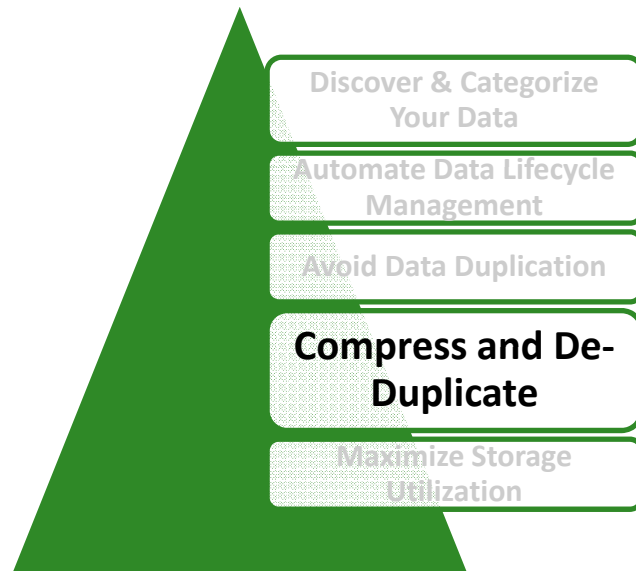 Discover & Categorize
Your Data
Automate Data Lifecycle
Management
Avoid Data Duplication
Compress and De-
Duplicate
Maximize Storage
Utilization